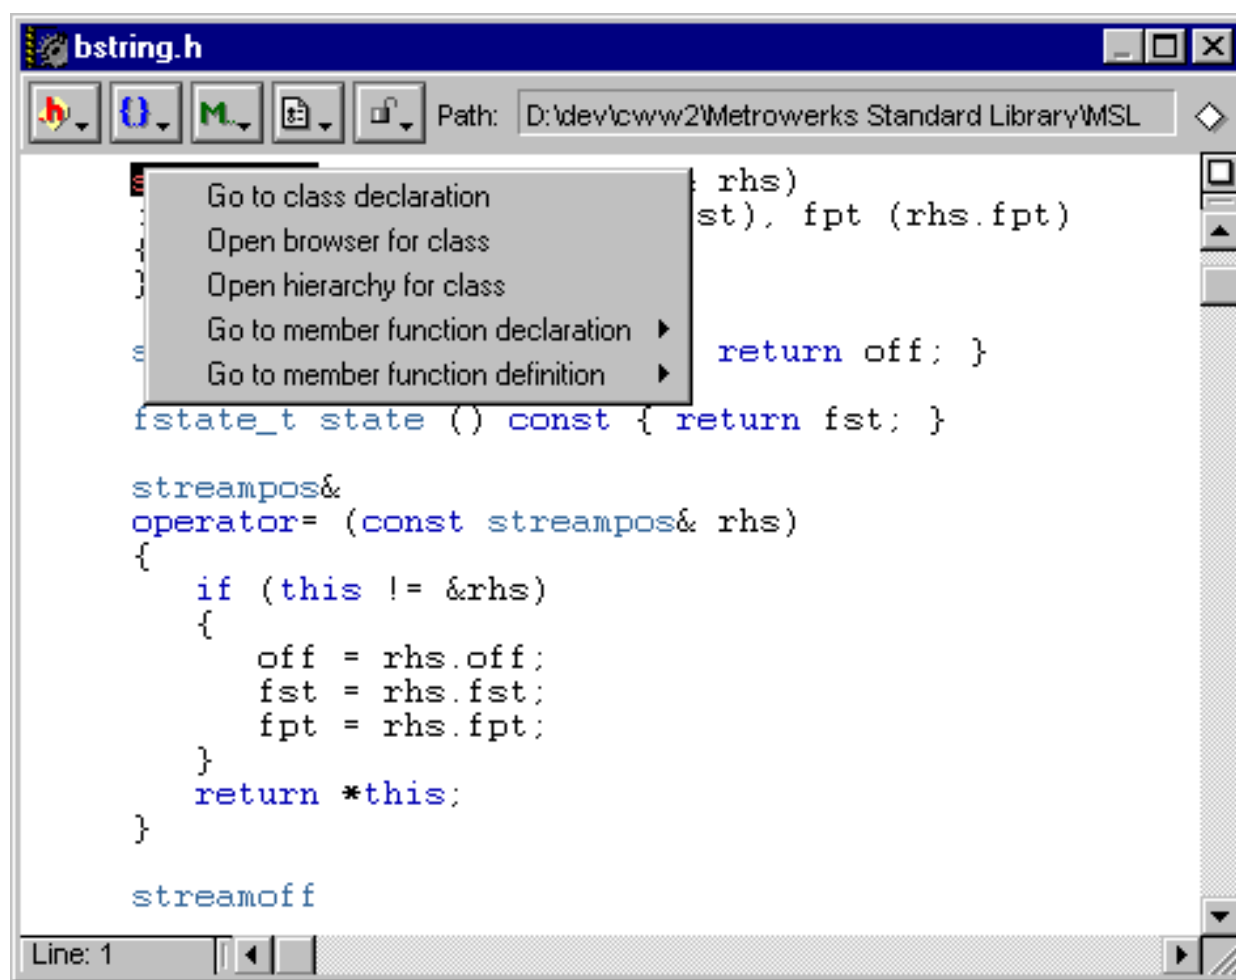 bstring.h
Path: D:\dev\cww2\Metrowerks Standard Library\MSL
& rhs)
st), fpt (rhs.fpt)
{
}
Go to class declaration
Open browser for class
Open hierarchy for class
Go to member function declaration
Go to member function definition
s return off; }
fstate_t state () const { return fst; }
streampos&
operator= (const streampos& rhs)
{
if (this != &rhs)
{
off = rhs.off;
fst = rhs.fst;
fpt = rhs.fpt;
}
return *this;
}
streamoff
Line: 1